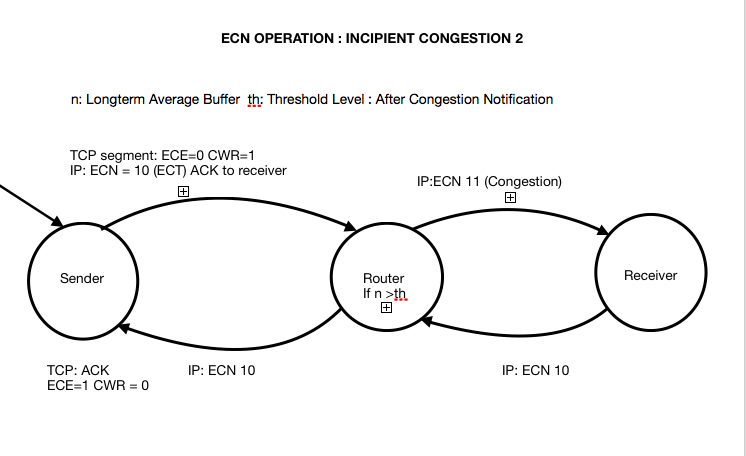 ECN OPERATION : INCIPIENT CONGESTION 2
n: Longterm Average Buffer  th: Threshold Level : After Congestion Notification
TCP segment: ECE=0 CWR=1
IP: ECN = 10 (ECT) ACK to receiver
IP:ECN 11 (Congestion)
Sender
Router
If n >th
Receiver
TCP: ACK
ECE=1 CWR = 0
IP: ECN 10
IP: ECN 10